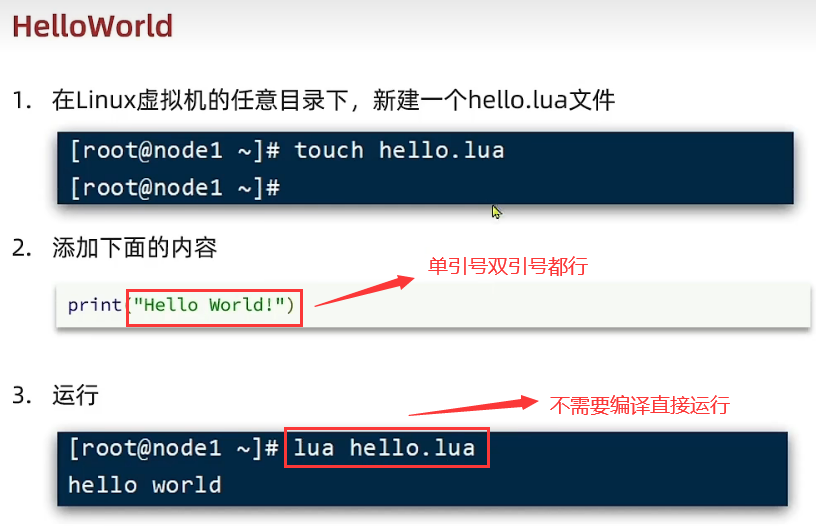 HelloWorld
1. 在Linux虚拟机的任意目录下，新建一个hello.lua文件
[root@node1 ~]# touch hello.lua
[root@node1 ~]#
2. 添加下面的内容
单引号双引号都行
print("Hello World!")
3. 运行
不需要编译直接运行
[root@node1 ~]# lua hello.lua
hello world